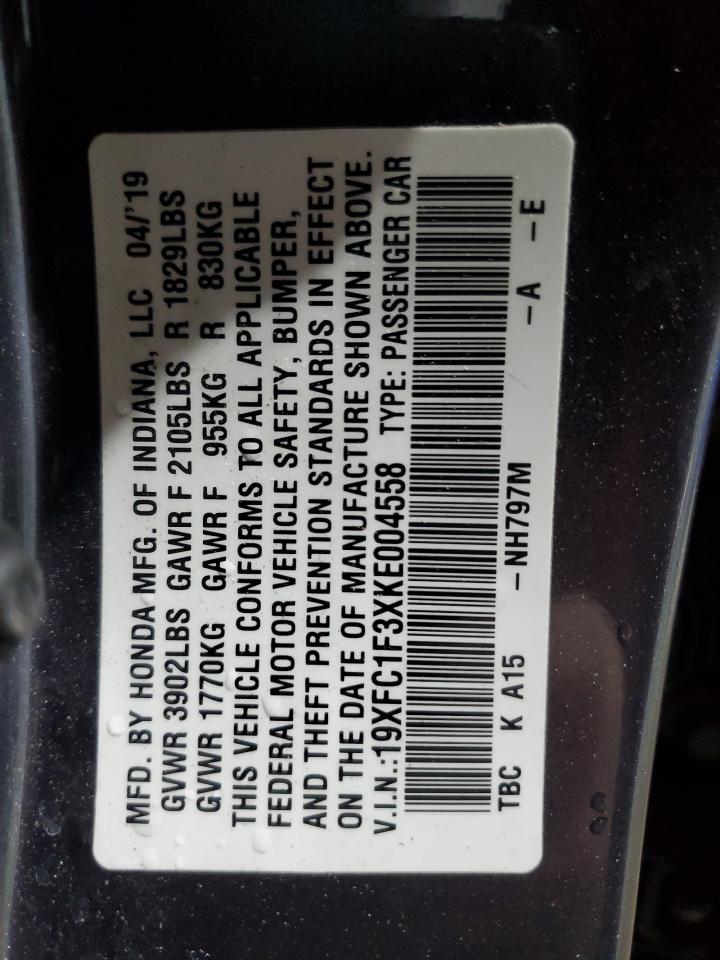 MFD. BY HONDA MFG. OF INDIANA, LLC 04/'19
GVWR 3902LBS GAWR F 2105LBS R 1829LBS
GVWR 1770KG GAWR F 955KG R 830KG
THIS VEHICLE CONFORMS TO ALL APPLICABLE
FEDERAL MOTOR VEHICLE SAFETY, BUMPER,
AND THEFT PREVENTION STANDARDS IN EFFECT
ON THE DATE OF MANUFACTURE SHOWN ABOVE.
V.I.N.:19XFC1F3XKE004558 TYPE: PASSENGER CAR
TBC K A15 -NH797M -A -E